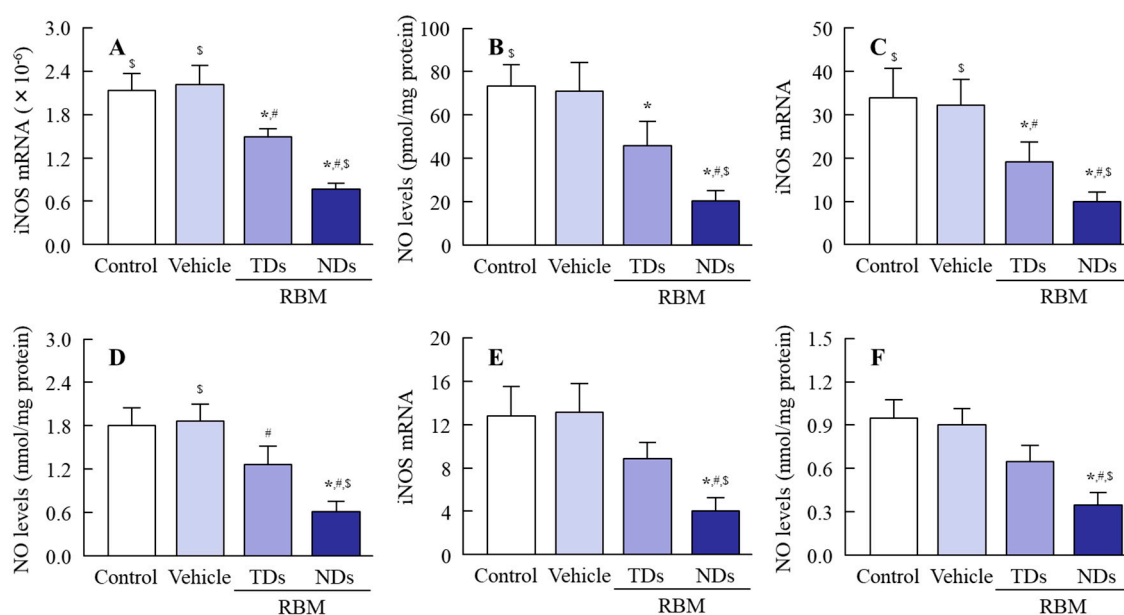 A
iNOS mRNA ( × 10⁻⁶)
3.0
2.4
1.8
1.2
0.6
0.0
$
$
*,#
*,#,$
Control Vehicle TDs NDs
RBM
B
NO levels (pmol/mg protein)
100
80
60
40
20
0
$
*
*,#,$
Control Vehicle TDs NDs
RBM
C
iNOS mRNA
50
40
30
20
10
0
$
$
*,#
*,#,$
Control Vehicle TDs NDs
RBM
D
NO levels (nmol/mg protein)
3.0
2.4
1.8
1.2
0.6
0.0
$
#
*,#,$
Control Vehicle TDs NDs
RBM
E
iNOS mRNA
20
16
12
8
4
0
*,#,$
Control Vehicle TDs NDs
RBM
F
NO levels (nmol/mg protein)
1.5
1.2
0.9
0.6
0.3
0.0
*,#,$
Control Vehicle TDs NDs
RBM